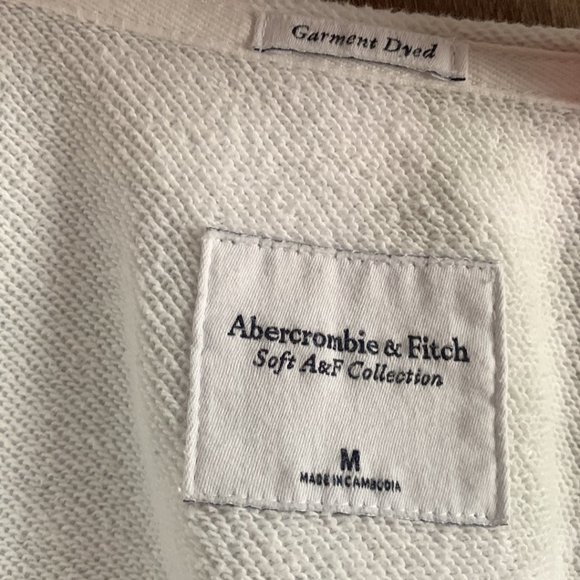 Garment Dyed
Abercrombie & Fitch
Soft A&F Collection
M
MADE IN CAMBODIA